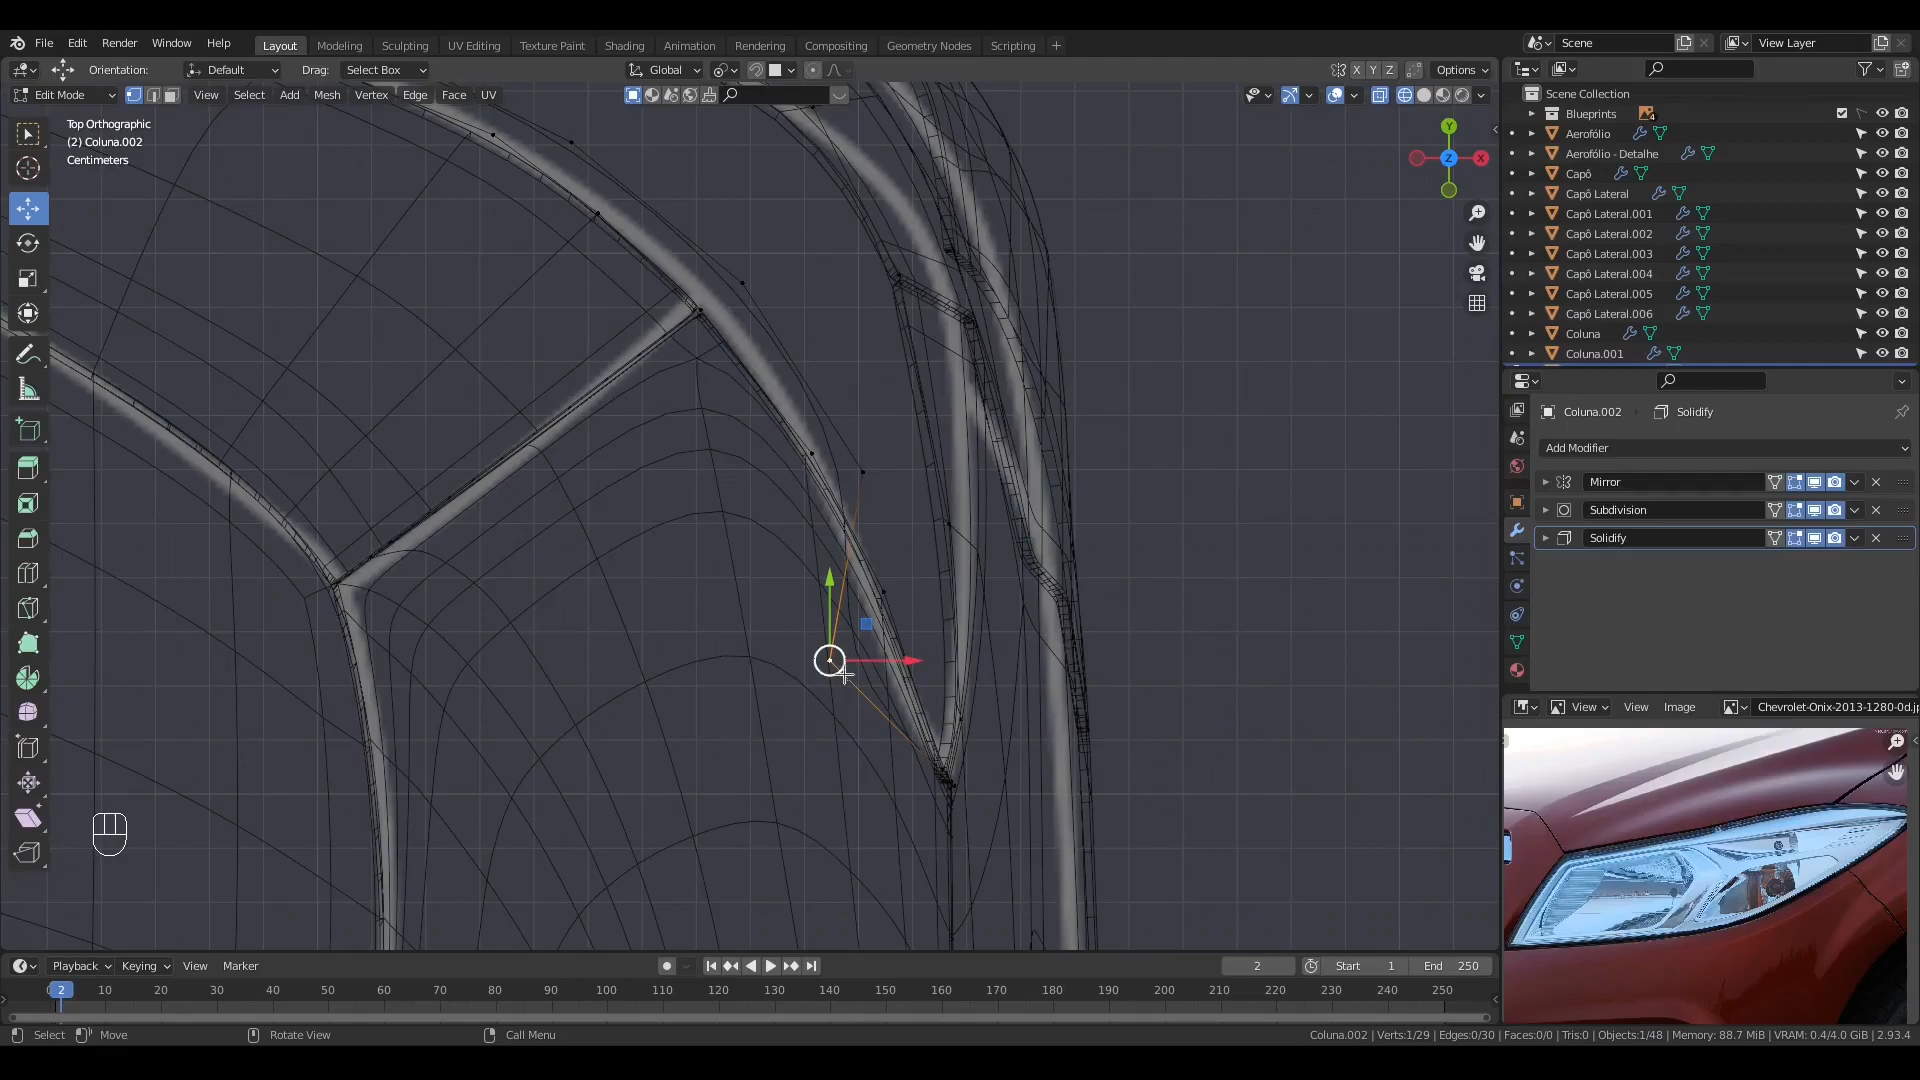 File Edit Render Window Help Layout Modeling Sculpting UV Editing Texture Paint Shading Animation Rendering Compositing Geometry Nodes Scripting + Scene View Layer
Orientation: Default Drag: Select Box Global X Y Z Options
Edit Mode View Select Add Mesh Vertex Edge Face UV
Top Orthographic
(2) Coluna.002
Centimeters
Y
X
Z
Scene Collection
Blueprints 4
Aerofólio
Aerofólio - Detalhe
Capô
Capô Lateral
Capô Lateral.001
Capô Lateral.002
Capô Lateral.003
Capô Lateral.004
Capô Lateral.005
Capô Lateral.006
Coluna
Coluna.001
Coluna.002 Solidify
Add Modifier
Mirror
Subdivision
Solidify
View View Image Chevrolet-Onix-2013-1280-0d.j
Playback Keying View Marker 2 Start 1 End 250
0 2 10 20 30 40 50 60 70 80 90 100 110 120 130 140 150 160 170 180 190 200 210 220 230 240 250
Select Move Rotate View Call Menu Coluna.002 | Verts:1/29 | Edges:0/30 | Faces:0/0 | Tris:0 | Objects:1/48 | Memory: 88.7 MiB | VRAM: 0.4/4.0 GiB | 2.93.4